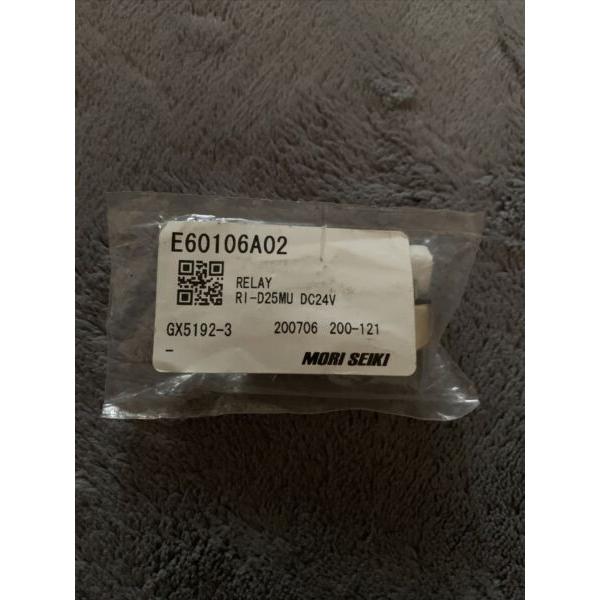 E60106A02
RELAY
RI-D25MU DC24V
GX5192-3 200706 200-121
-
MORI SEIKI